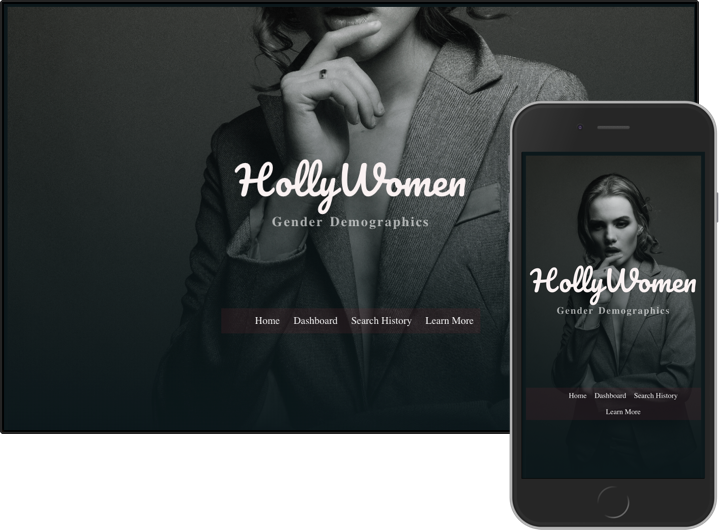 HollyWomen
Gender Demographics
Home Dashboard Search History Learn More
HollyWomen
Gender Demographics
Home Dashboard Search History
Learn More